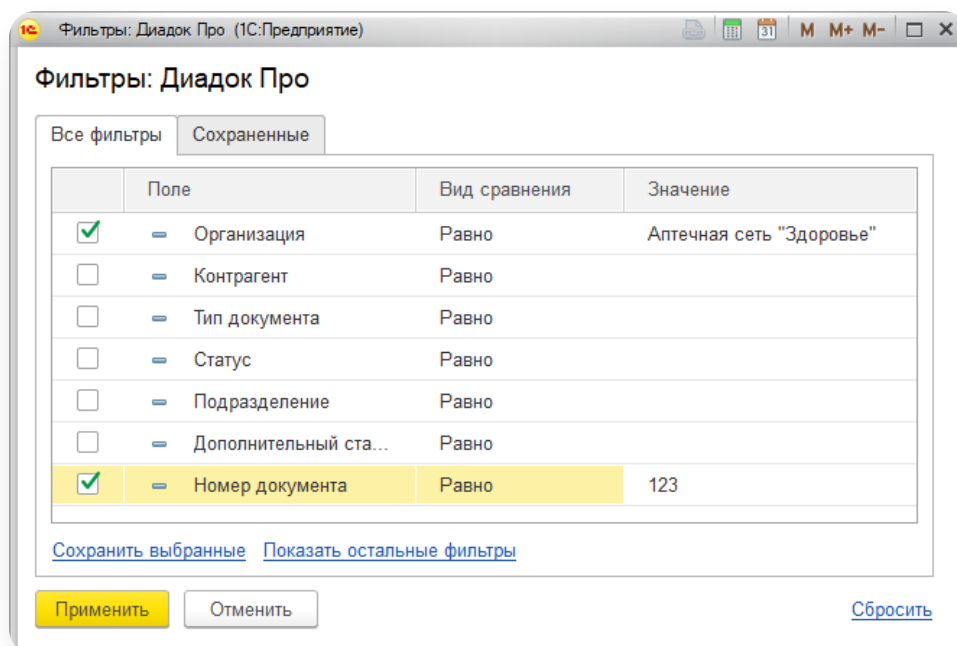 1С Фильтры: Диадок Про (1С:Предприятие) 31 M M+ M-
Фильтры: Диадок Про
Все фильтры Сохраненные
Поле Вид сравнения Значение
Организация Равно Аптечная сеть "Здоровье"
Контрагент Равно
Тип документа Равно
Статус Равно
Подразделение Равно
Дополнительный ста... Равно
Номер документа Равно 123
Сохранить выбранные Показать остальные фильтры
Применить Отменить Сбросить